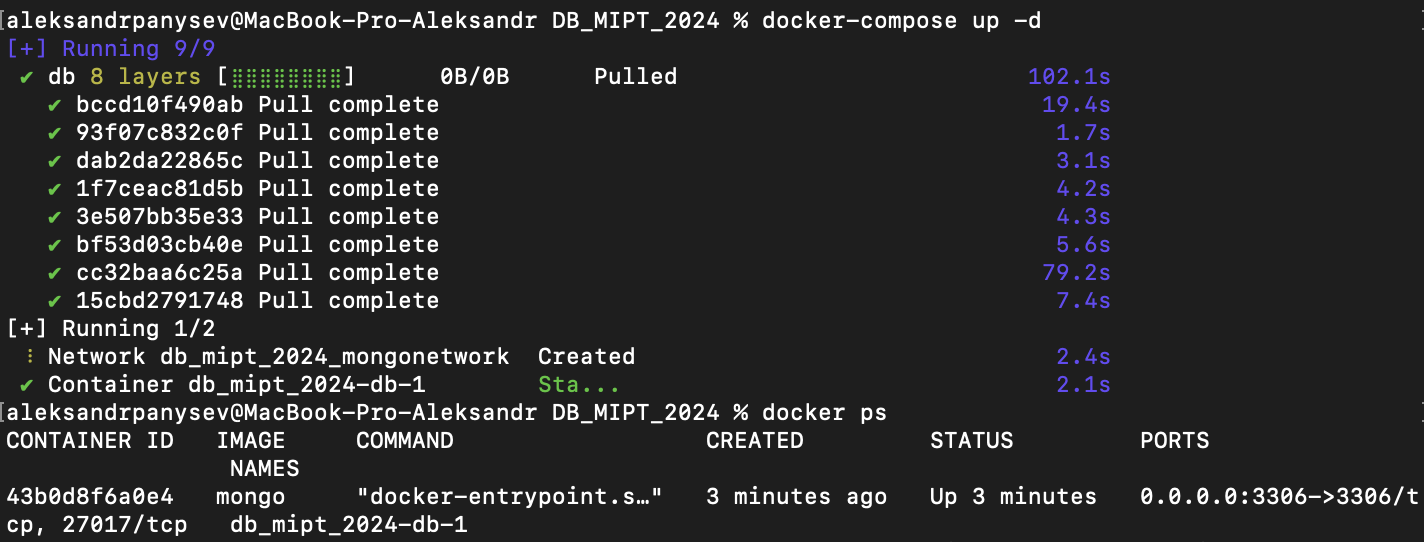 aleksandrpanysev@MacBook-Pro-Aleksandr DB_MIPT_2024 % docker-compose up -d
[+] Running 9/9
✔ db 8 layers [⣿⣿⣿⣿⣿⣿⣿⣿] 0B/0B Pulled 102.1s
✔ bccd10f490ab Pull complete 19.4s
✔ 93f07c832c0f Pull complete 1.7s
✔ dab2da22865c Pull complete 3.1s
✔ 1f7ceac81d5b Pull complete 4.2s
✔ 3e507bb35e33 Pull complete 4.3s
✔ bf53d03cb40e Pull complete 5.6s
✔ cc32baa6c25a Pull complete 79.2s
✔ 15cbd2791748 Pull complete 7.4s
[+] Running 1/2
⠸ Network db_mipt_2024_mongonetwork Created 2.4s
✔ Container db_mipt_2024-db-1 Sta... 2.1s
aleksandrpanysev@MacBook-Pro-Aleksandr DB_MIPT_2024 % docker ps
CONTAINER ID IMAGE COMMAND CREATED STATUS PORTS
NAMES
43b0d8f6a0e4 mongo "docker-entrypoint.s…" 3 minutes ago Up 3 minutes 0.0.0.0:3306->3306/t
cp, 27017/tcp db_mipt_2024-db-1